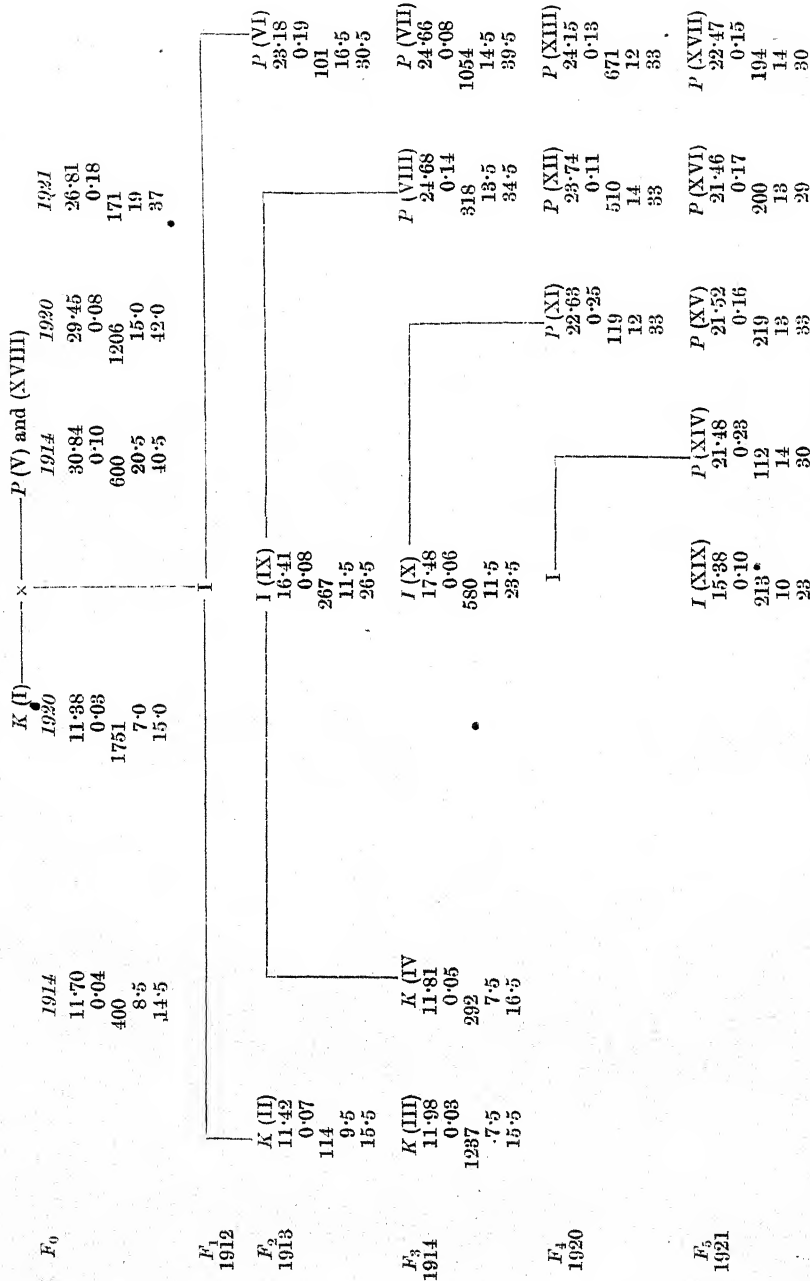 K (I) × P (V) and (XVIII)
F₀ 1914 1920 1914 1920 1921
11·70 11·38 30·84 29·45 26·81
0·04 0·03 0·10 0·08 0·18
400 1751 600 1206 171
8·5 7·0 20·5 15·0 19
14·5 15·0 40·5 42·0 37
F₁ I
1912
F₂ K (II) I (IX) P (VI)
1913 11·42 16·41 23·18
0·07 0·08 0·19
114 267 101
9·5 11·5 16·5
15·5 26·5 30·5
F₃ K (III) K (IV I (X) P (VIII) P (VII)
1914 11·98 11·81 17·48 24·68 24·66
0·03 0·05 0·06 0·14 0·08
1237 292 580 318 1054
·7·5 7·5 11·5 13·5 14·5
15·5 16·5 23·5 34·5 39·5
F₄ I P (XI) P (XII) P (XIII)
1920 22·63 23·74 24·15
0·25 0·11 0·13
119 510 671
12 14 12
33 33 33
F₅ I (XIX) P (XIV) P (XV) P (XVI) P (XVII)
1921 15·38 21·48 21·52 21·46 22·47
0·10 0·23 0·16 0·17 0·15
213 112 219 200 194
10 14 13 13 14
23 30 33 29 30